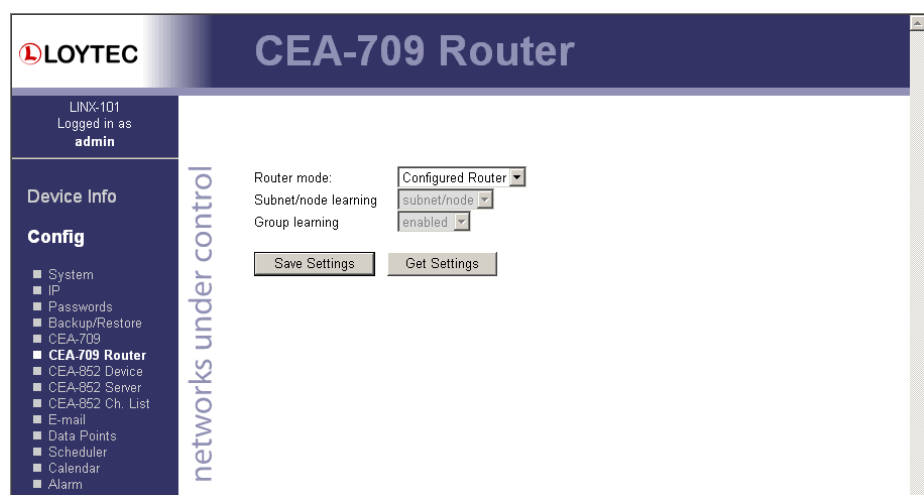 LOYTEC
CEA-709 Router
LINX-101
Logged in as
admin
Device Info
Config
System
IP
Passwords
Backup/Restore
CEA-709
CEA-709 Router
CEA-852 Device
CEA-852 Server
CEA-852 Ch. List
E-mail
Data Points
Scheduler
Calendar
Alarm
networks under control
Router mode: Configured Router
Subnet/node learning subnet/node
Group learning enabled
Save Settings Get Settings